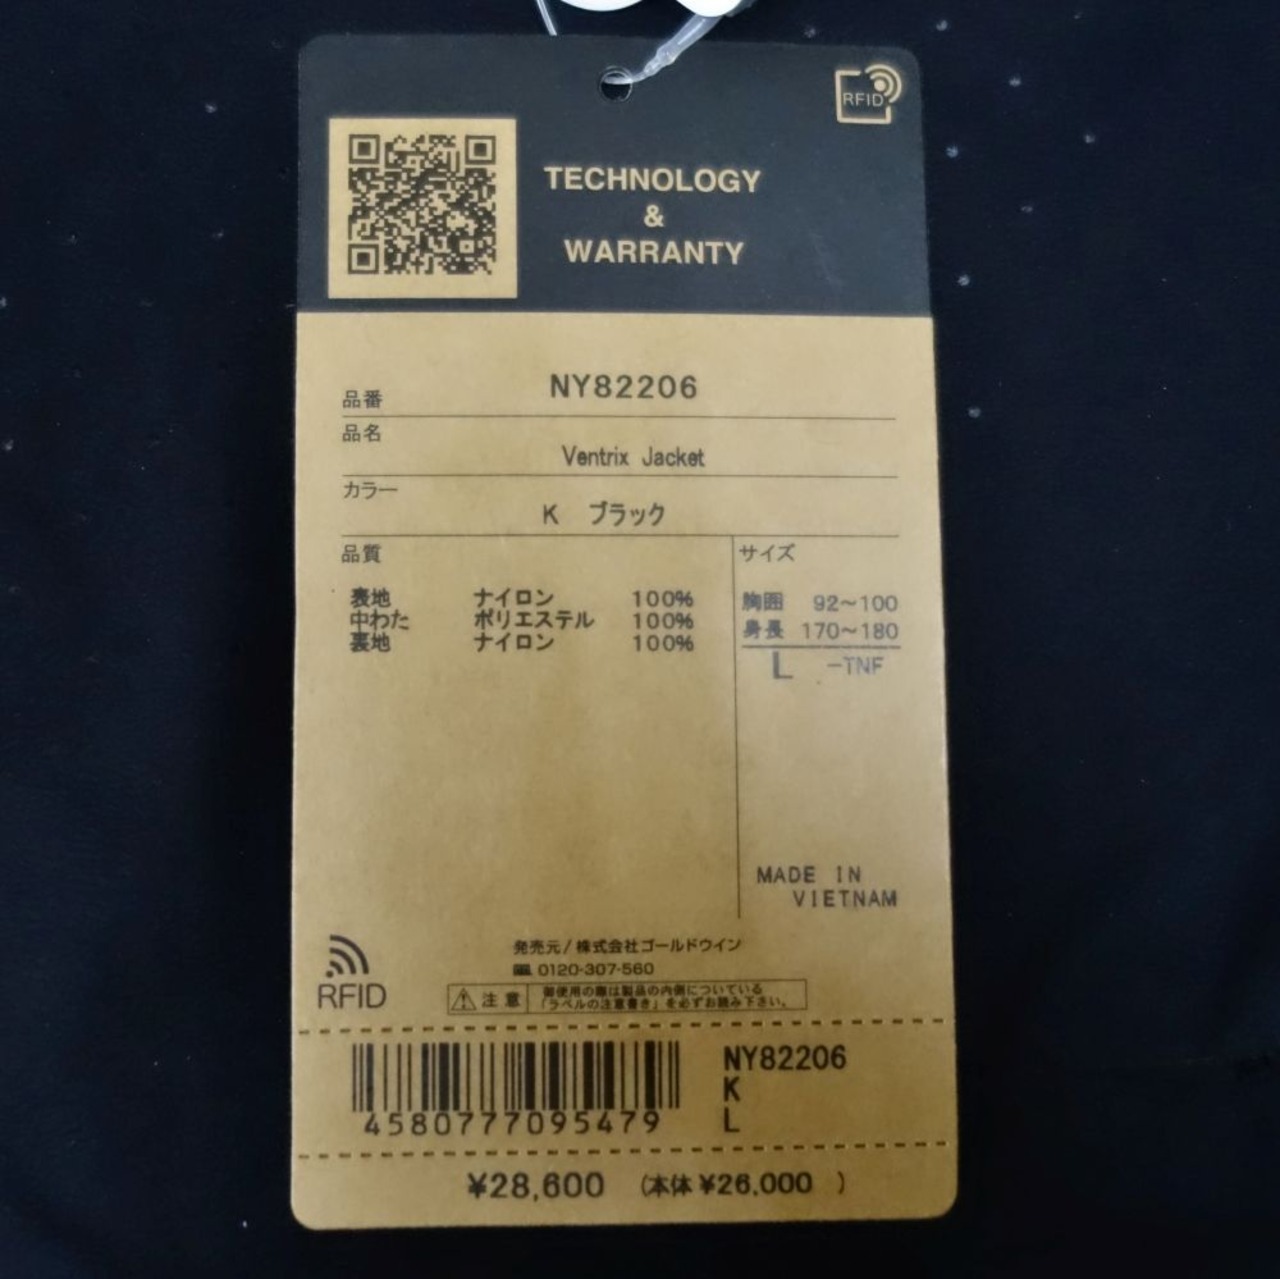 RFID
TECHNOLOGY
&
WARRANTY
品番 NY82206
品名
Ventrix Jacket
カラー
K ブラック
品質
表地 ナイロン 100%
中わた ポリエステル 100%
裏地 ナイロン 100%
サイズ
胸囲 92~100
身長 170~180
L -TNF
MADE IN
VIETNAM
発売元/株式会社ゴールドウイン
0120-307-560
RFID
注意
御使用の際は製品の内側についている
「ラベルの注意書き」を必ずお読み下さい。
4580777095479
NY82206
K
L
¥28,600 (本体 ¥26,000 )